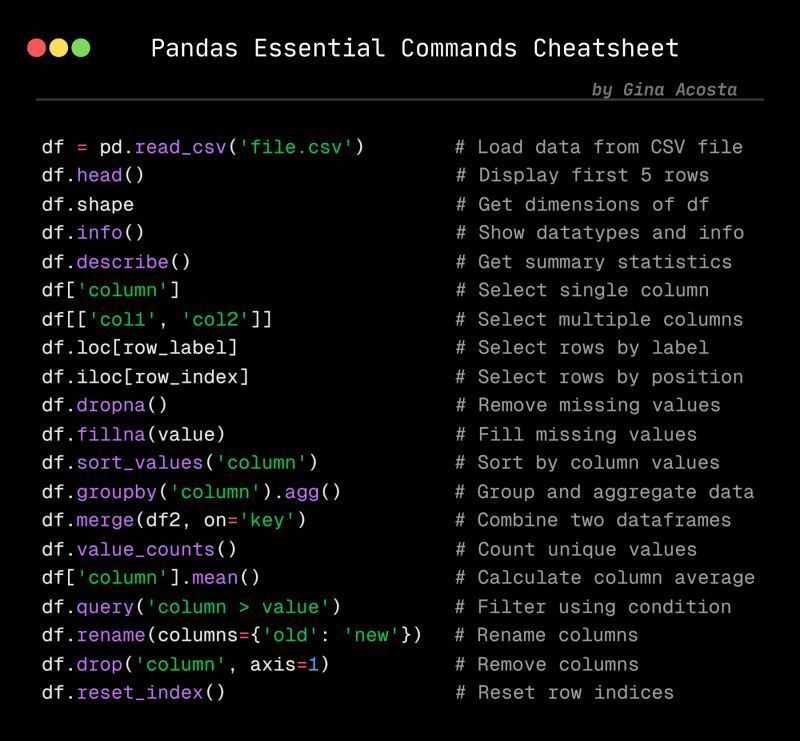 Pandas Essential Commands Cheatsheet
by Gina Acosta
df = pd.read_csv('file.csv') # Load data from CSV file
df.head() # Display first 5 rows
df.shape # Get dimensions of df
df.info() # Show datatypes and info
df.describe() # Get summary statistics
df['column'] # Select single column
df[['col1', 'col2']] # Select multiple columns
df.loc[row_label] # Select rows by label
df.iloc[row_index] # Select rows by position
df.dropna() # Remove missing values
df.fillna(value) # Fill missing values
df.sort_values('column') # Sort by column values
df.groupby('column').agg() # Group and aggregate data
df.merge(df2, on='key') # Combine two dataframes
df.value_counts() # Count unique values
df['column'].mean() # Calculate column average
df.query('column > value') # Filter using condition
df.rename(columns={'old': 'new'}) # Rename columns
df.drop('column', axis=1) # Remove columns
df.reset_index() # Reset row indices